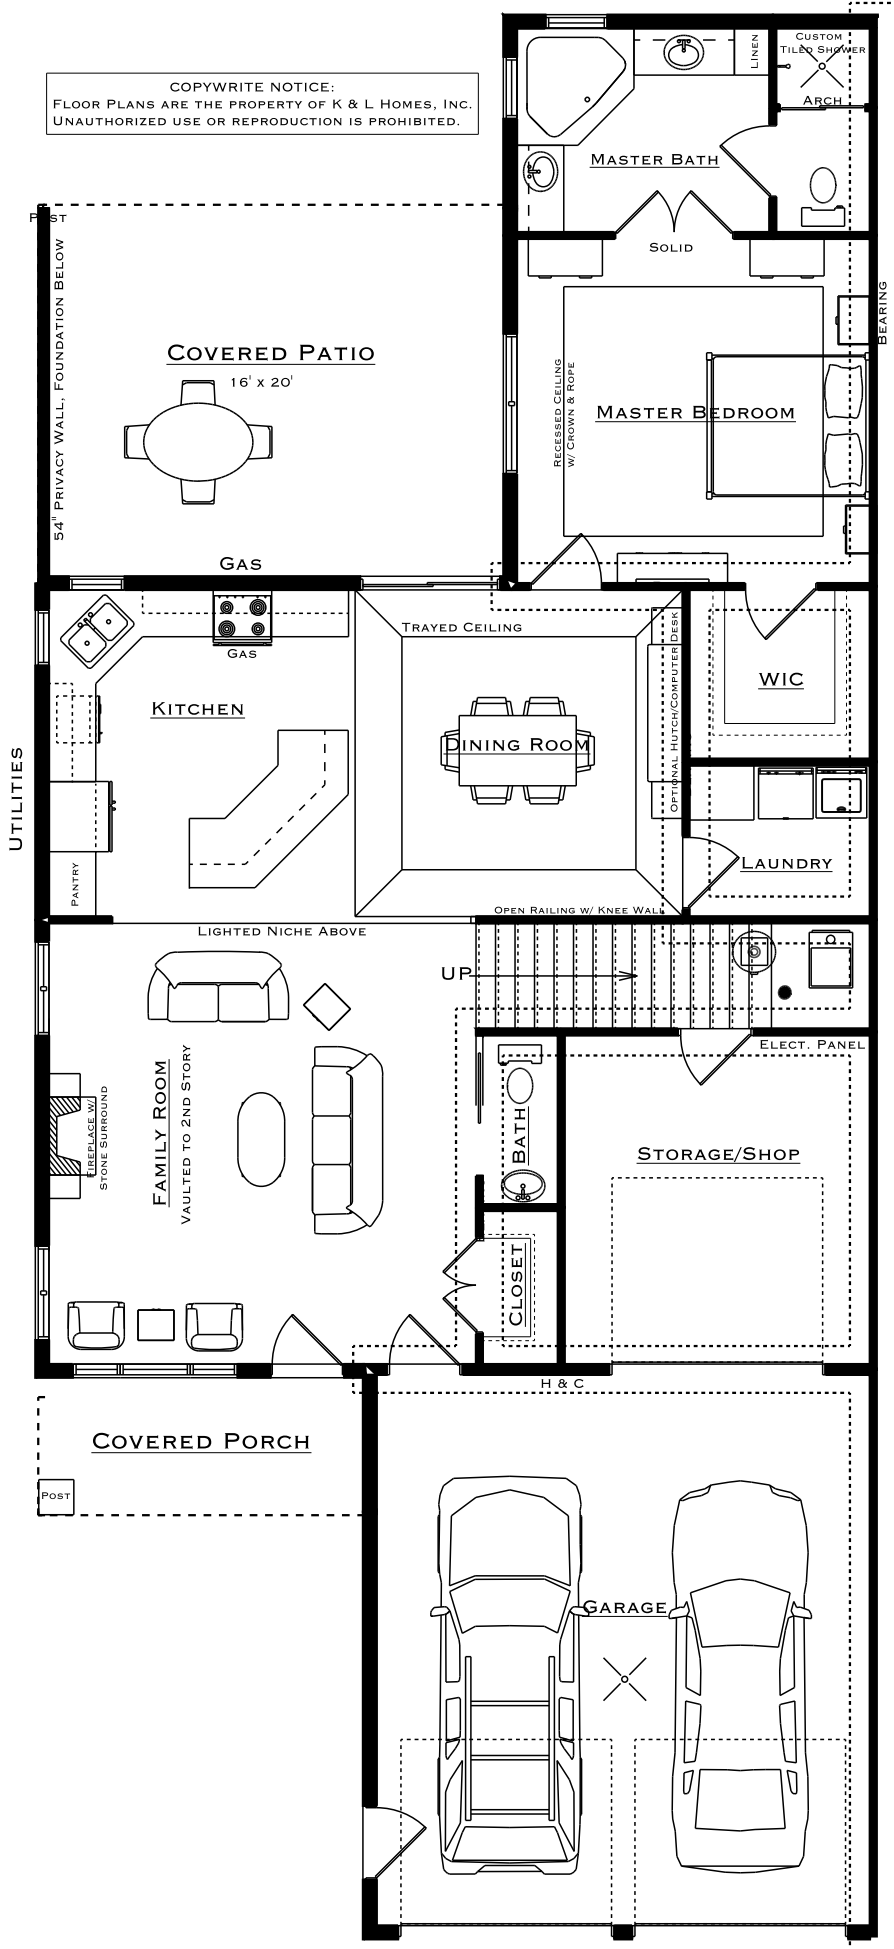 Custom
Tiled Shower
Linen
Arch
COPYWRITE NOTICE:
Floor Plans are the property of K & L Homes, Inc.
Unauthorized use or reproduction is prohibited.
Master Bath
Post
Solid
54" Privacy Wall, Foundation Below
Bearing
Covered Patio
16' x 20'
Recessed Ceiling
w/ Crown & Rope
Master Bedroom
Gas
Trayed Ceiling
Gas
Optional Hutch/Computer Desk
WIC
Kitchen
Dining Room
Utilities
Pantry
Laundry
Open Railing w/ Knee Wall
Lighted Niche Above
UP
Elect. Panel
Family Room
Vaulted to 2nd Story
Fireplace w/
Stone Surround
Bath
Storage/Shop
Closet
H & C
Covered Porch
Post
Garage